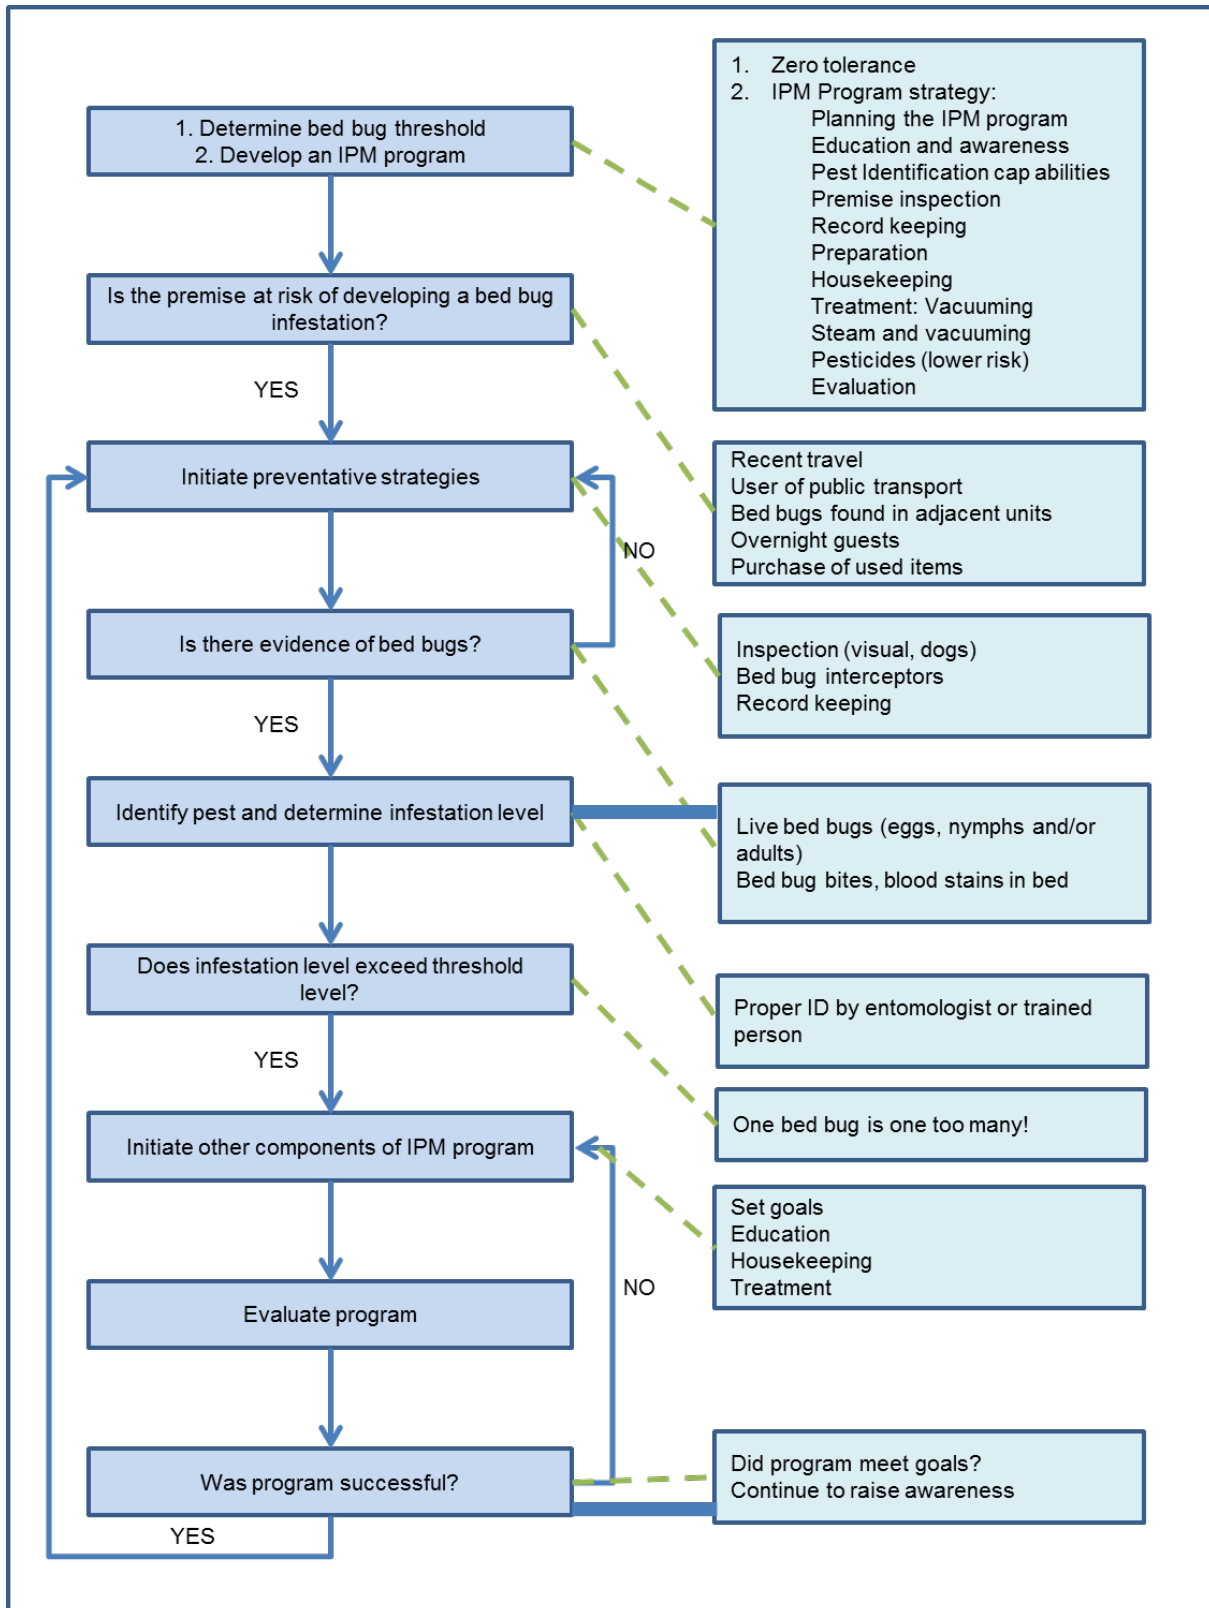 1. Determine bed bug threshold
2. Develop an IPM program
1. Zero tolerance
2. IPM Program strategy:
Planning the IPM program
Education and awareness
Pest Identification cap abilities
Premise inspection
Record keeping
Preparation
Housekeeping
Treatment: Vacuuming
Steam and vacuuming
Pesticides (lower risk)
Evaluation
Is the premise at risk of developing a bed bug
infestation?
YES
Recent travel
User of public transport
Bed bugs found in adjacent units
Overnight guests
Purchase of used items
Initiate preventative strategies
NO
Inspection (visual, dogs)
Bed bug interceptors
Record keeping
Is there evidence of bed bugs?
YES
Live bed bugs (eggs, nymphs and/or
adults)
Bed bug bites, blood stains in bed
Identify pest and determine infestation level
Proper ID by entomologist or trained
person
Does infestation level exceed threshold
level?
YES
One bed bug is one too many!
Initiate other components of IPM program
Set goals
Education
Housekeeping
Treatment
NO
Evaluate program
Was program successful?
Did program meet goals?
Continue to raise awareness
YES